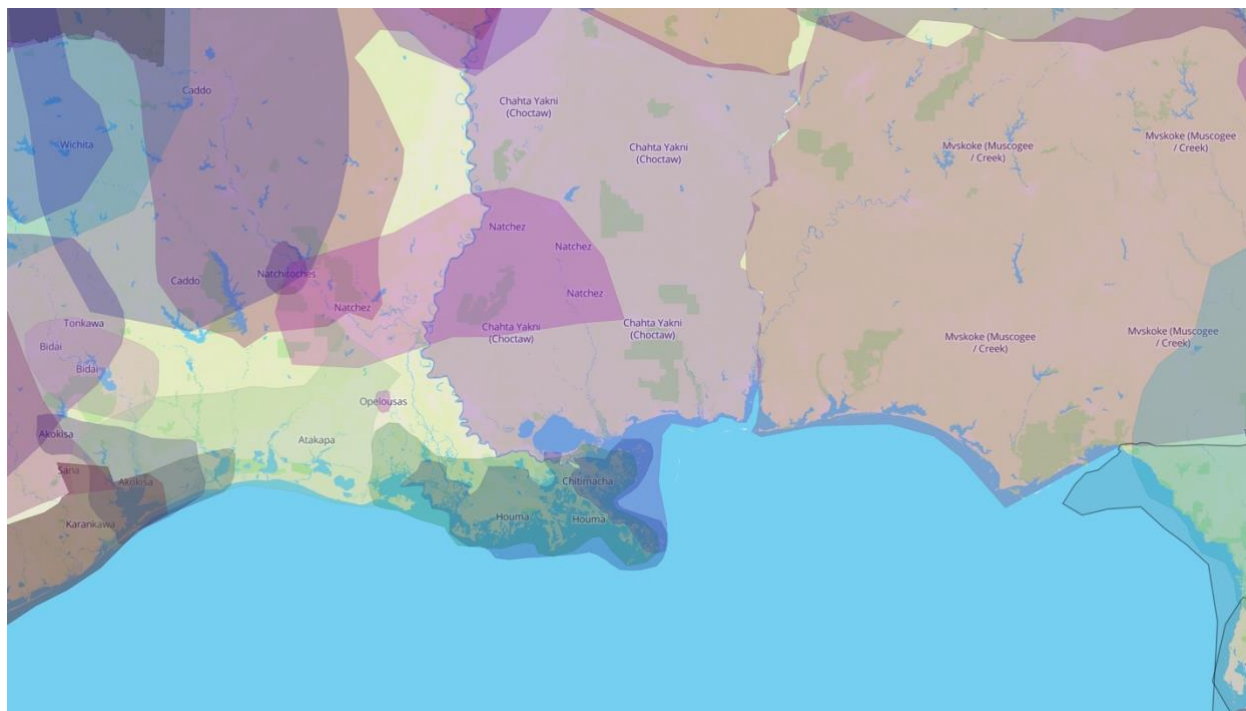 Caddo
Chahta Yakni
(Choctaw)
Wichita
Chahta Yakni
(Choctaw)
Mvskoke (Muscogee
/ Creek)
Mvskoke (Muscogee
/ Creek)
Natchez
Natchez
Natchitoches
Caddo
Natchez
Natchez
Tonkawa
Chahta Yakni
(Choctaw)
Chahta Yakni
(Choctaw)
Mvskoke (Muscogee
/ Creek)
Mvskoke (Muscogee
/ Creek)
Bidai
Bidai
Opelousas
Akokisa
Atakapa
Sana
Akokisa
Chitimacha
Karankawa
Houma
Houma